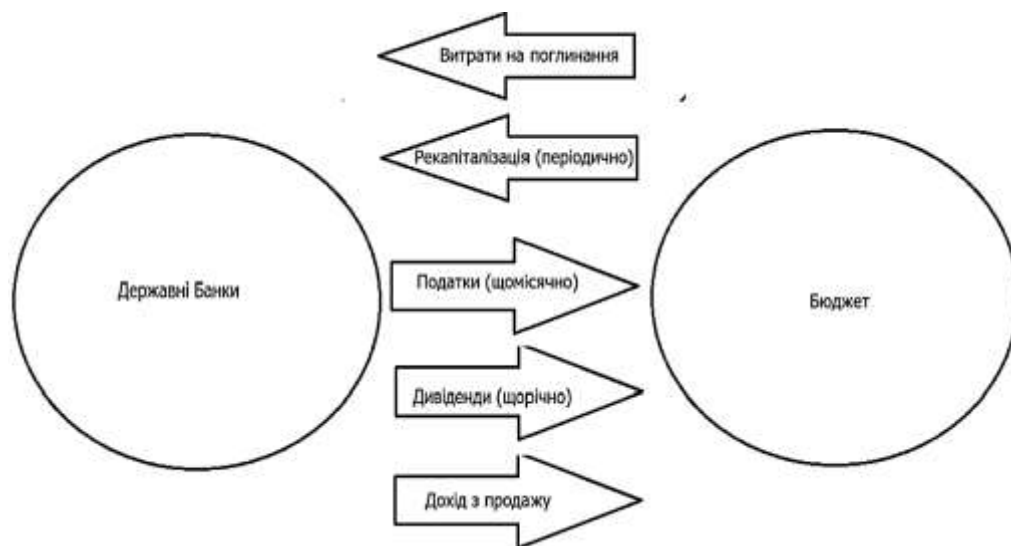 Витрати на поглинання
Рекапіталізація (періодично)
Державні Банки
Податки (щомісячно)
Бюджет
Дивіденди (щорічно)
Дохід з продажу